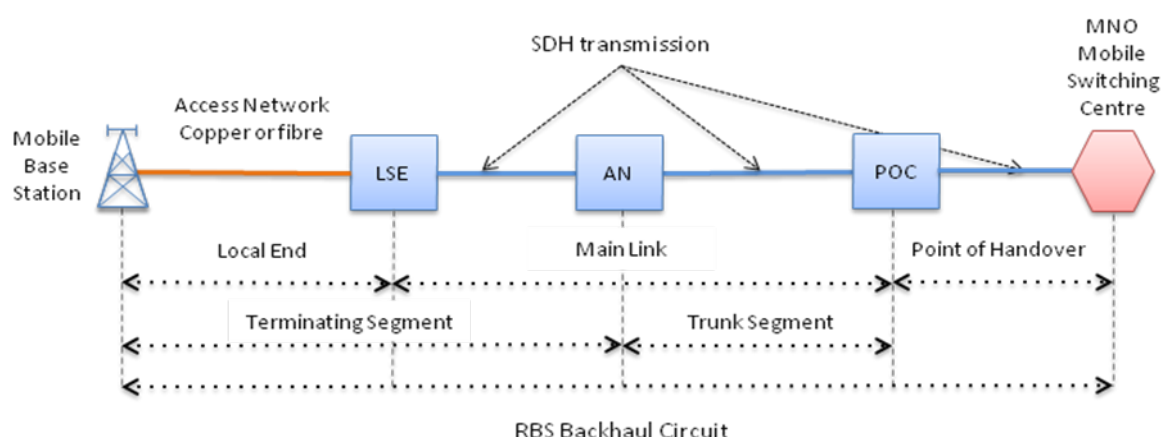 MNO
Mobile
Switching
Centre
SDH transmission
Access Network
Copper or fibre
Mobile
Base
Station
LSE
AN
POC
Local End
Main Link
Point of Handover
Terminating Segment
Trunk Segment
RBS Backhaul Circuit